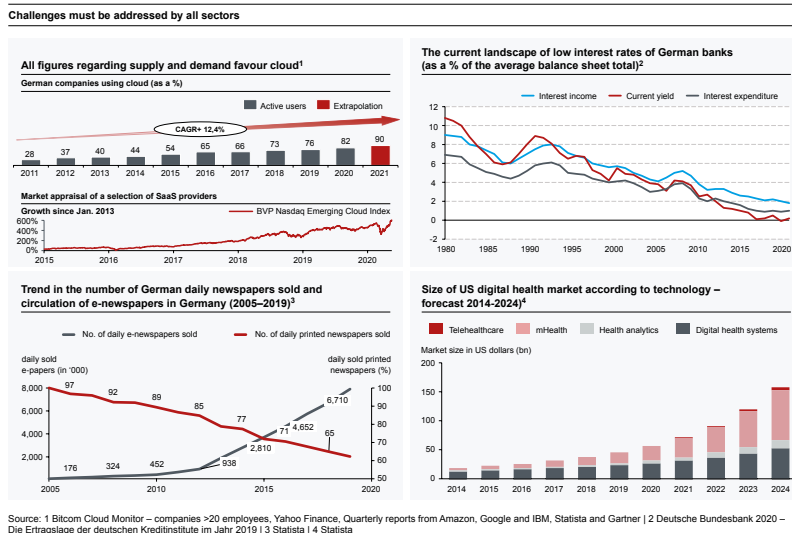 Challenges must be addressed by all sectors
All figures regarding supply and demand favour cloud1
German companies using cloud (as a %)
Active users
Extrapolation
CAGR+ 12,4%
28 37 40 44 54 65 66 73 76 82 90
2011 2012 2013 2014 2015 2016 2017 2018 2019 2020 2021
Market appraisal of a selection of SaaS providers
Growth since Jan. 2013
BVP Nasdaq Emerging Cloud Index
600%
400%
200%
0%
2015 2016 2017 2018 2019 2020
The current landscape of low interest rates of German banks
(as a % of the average balance sheet total)2
Interest income
Current yield
Interest expenditure
12
10
8
6
4
2
0
-2
1980 1985 1990 1995 2000 2005 2010 2015 2020
Trend in the number of German daily newspapers sold and
circulation of e-newspapers in Germany (2005–2019)3
No. of daily e-newspapers sold
No. of daily printed newspapers sold
daily sold
e-papers (in ‘000)
daily sold printed
newspapers (%)
8,000
6,000
4,000
2,000
100
90
80
70
60
50
97 92 89 85 77 71 65
176 324 452 938 2,810 4,652 6,710
2005 2010 2015 2020
Size of US digital health market according to technology –
forecast 2014-2024)4
Telehealthcare
mHealth
Health analytics
Digital health systems
Market size in US dollars (bn)
200
150
100
50
0
2014 2015 2016 2017 2018 2019 2020 2021 2022 2023 2024
Source: 1 Bitcom Cloud Monitor – companies >20 employees, Yahoo Finance, Quarterly reports from Amazon, Google and IBM, Statista and Gartner | 2 Deutsche Bundesbank 2020 –
Die Ertragslage der deutschen Kreditinstitute im Jahr 2019 | 3 Statista | 4 Statista